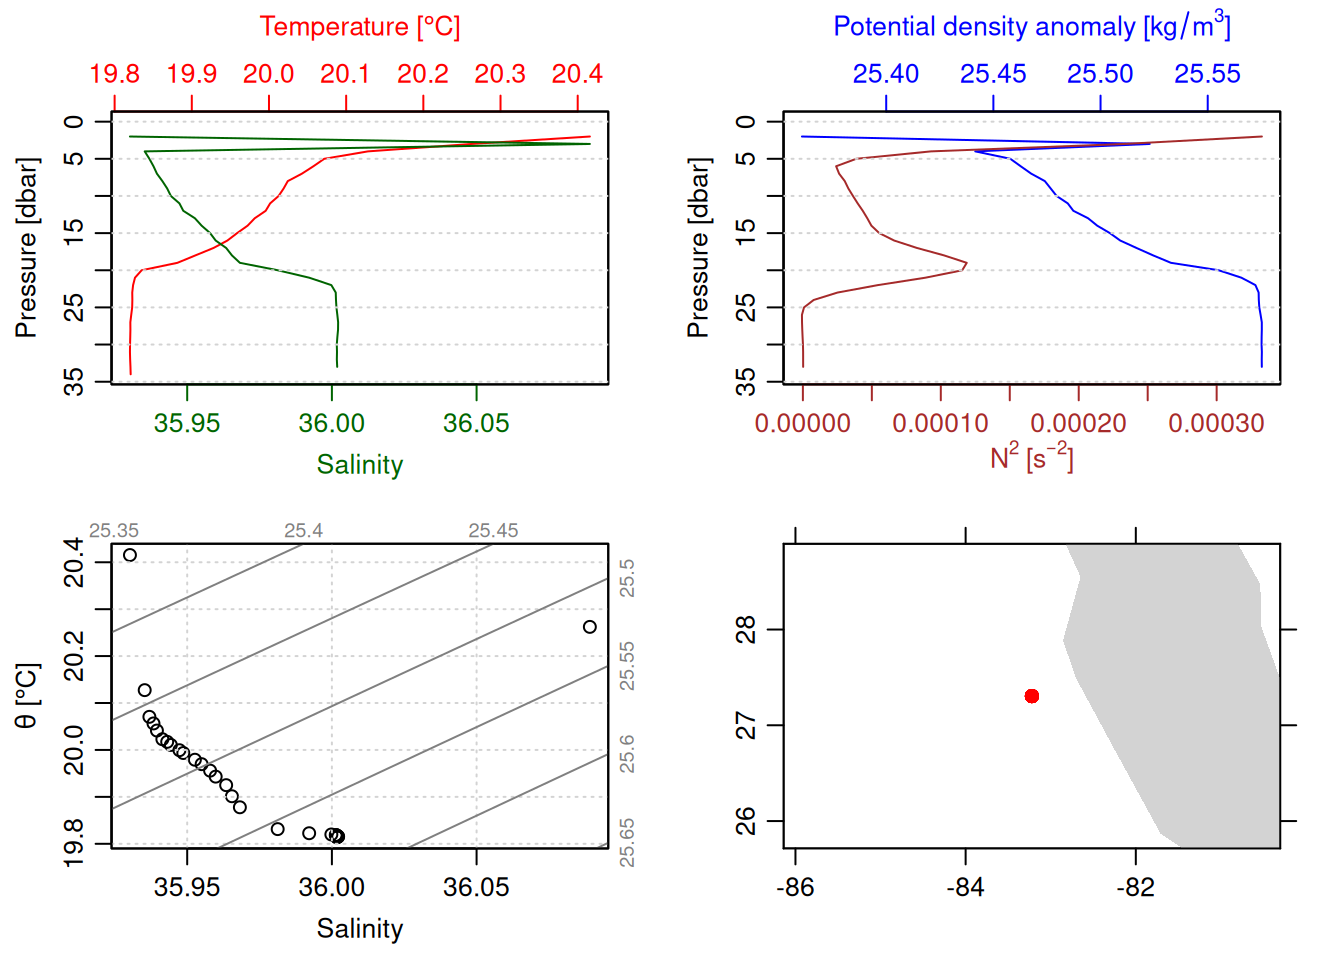 Temperature [°C]
19.8 19.9 20.0 20.1 20.2 20.3 20.4
Pressure [dbar]
0
5
15
25
35
35.95 36.00 36.05
Salinity
Potential density anomaly [kg/m³]
25.40 25.45 25.50 25.55
Pressure [dbar]
0
5
15
25
35
0.00000 0.00010 0.00020 0.00030
N² [s⁻²]
25.35 25.4 25.45
25.5
25.55
25.6
25.65
θ [°C]
20.4
20.2
20.0
19.8
35.95 36.00 36.05
Salinity
28
27
26
-86 -84 -82